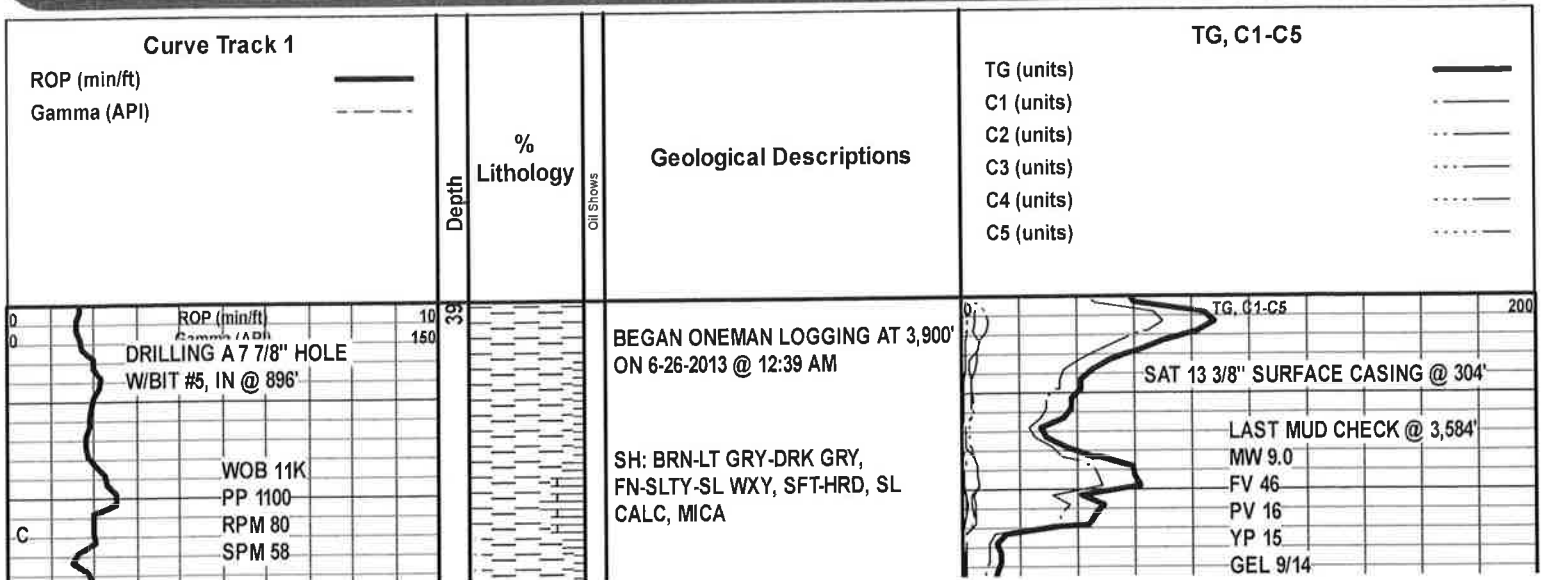 Curve Track 1
ROP (min/ft)
Gamma (API)
Depth
%
Lithology
Oil Shows
Geological Descriptions
TG, C1-C5
TG (units)
C1 (units)
C2 (units)
C3 (units)
C4 (units)
C5 (units)
0 ROP (min/ft) 10
0 Gamma (API) 150
DRILLING A 7 7/8" HOLE
W/BIT #5, IN @ 896'
WOB 11K
PP 1100
RPM 80
SPM 58
C
39
BEGAN ONEMAN LOGGING AT 3,900'
ON 6-26-2013 @ 12:39 AM
SH: BRN-LT GRY-DRK GRY,
FN-SLTY-SL WXY, SFT-HRD, SL
CALC, MICA
0 TG, C1-C5 200
SAT 13 3/8" SURFACE CASING @ 304'
LAST MUD CHECK @ 3,584'
MW 9.0
FV 46
PV 16
YP 15
GEL 9/14